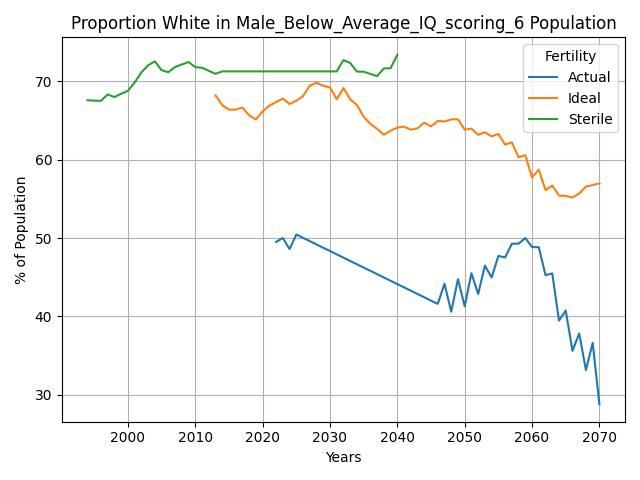 Proportion White in Male_Below_Average_IQ_scoring_6 Population
Fertility
Actual
Ideal
Sterile
% of Population
70
60
50
40
30
2000 2010 2020 2030 2040 2050 2060 2070
Years